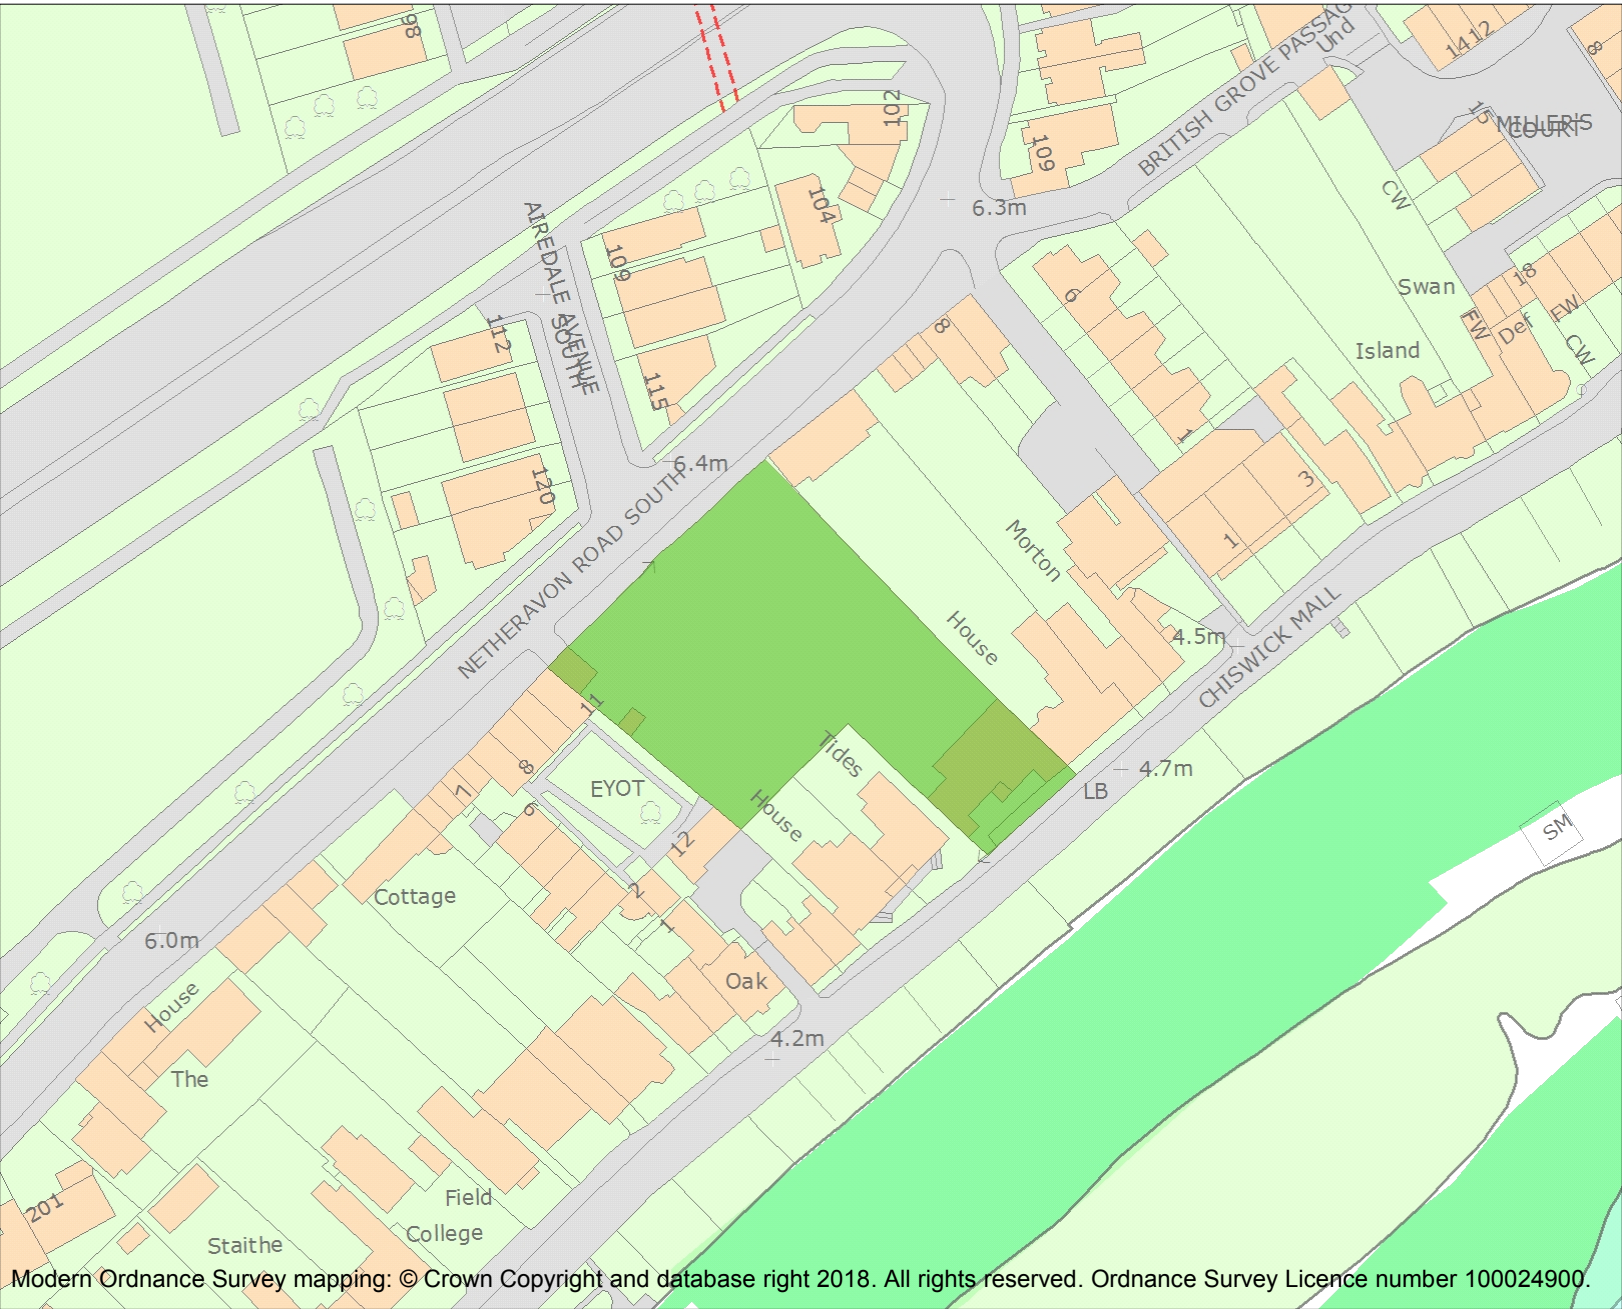 98
102
109
104
BRITISH GROVE PASSAG
Und
1412
8
15
MILLER'S
COURT
CW
6.3m
AIREDALE AVENUE
SOUTH
109
112
115
120
6
8
Swan
Island
18
FW
Def
FW
CW
6.4m
NETHERAVON ROAD SOUTH
1
3
1
Morton
House
4.5m
CHISWICK MALL
4.7m
LB
SM
11
Tides
House
EYOT
8
7
6
12
2
1
Oak
Cottage
6.0m
House
The
4.2m
201
Field
College
Staithe
Modern Ordnance Survey mapping: © Crown Copyright and database right 2018. All rights reserved. Ordnance Survey Licence number 100024900.